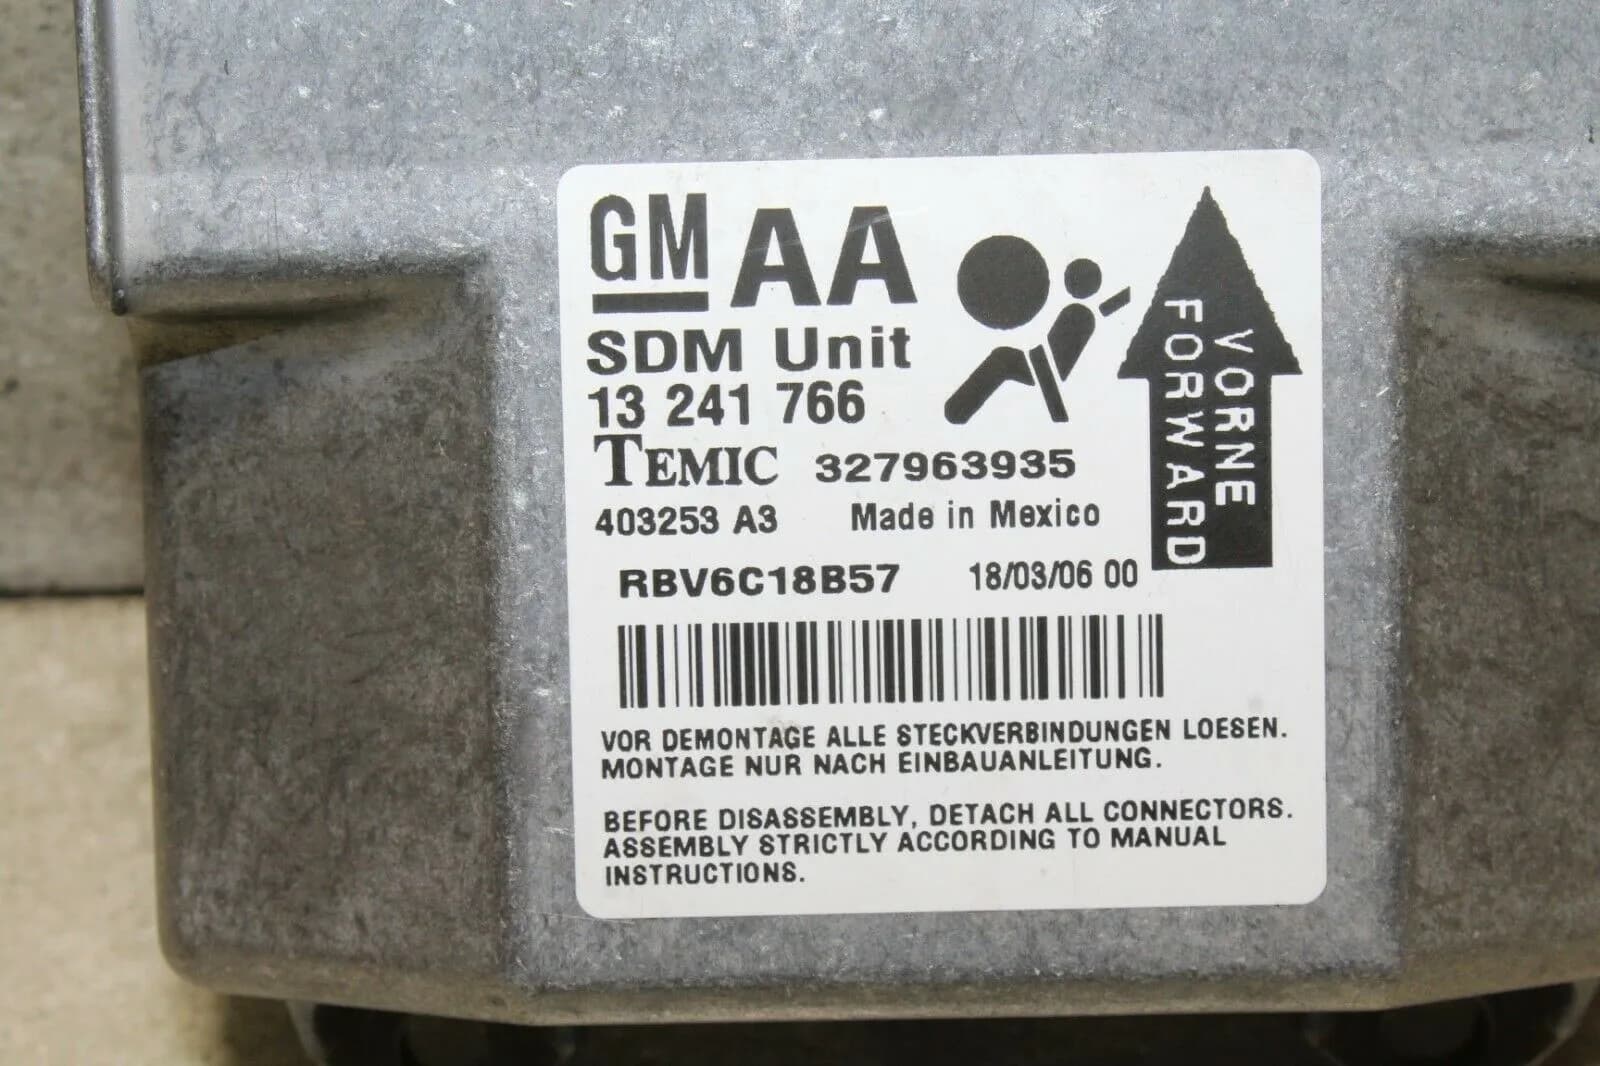 GM AA
SDM Unit
13 241 766
TEMIC 327963935
403253 A3 Made in Mexico
RBV6C18B57 18/03/06 00
VORNE
FORWARD
VOR DEMONTAGE ALLE STECKVERBINDUNGEN LOESEN.
MONTAGE NUR NACH EINBAUANLEITUNG.
BEFORE DISASSEMBLY, DETACH ALL CONNECTORS.
ASSEMBLY STRICTLY ACCORDING TO MANUAL
INSTRUCTIONS.